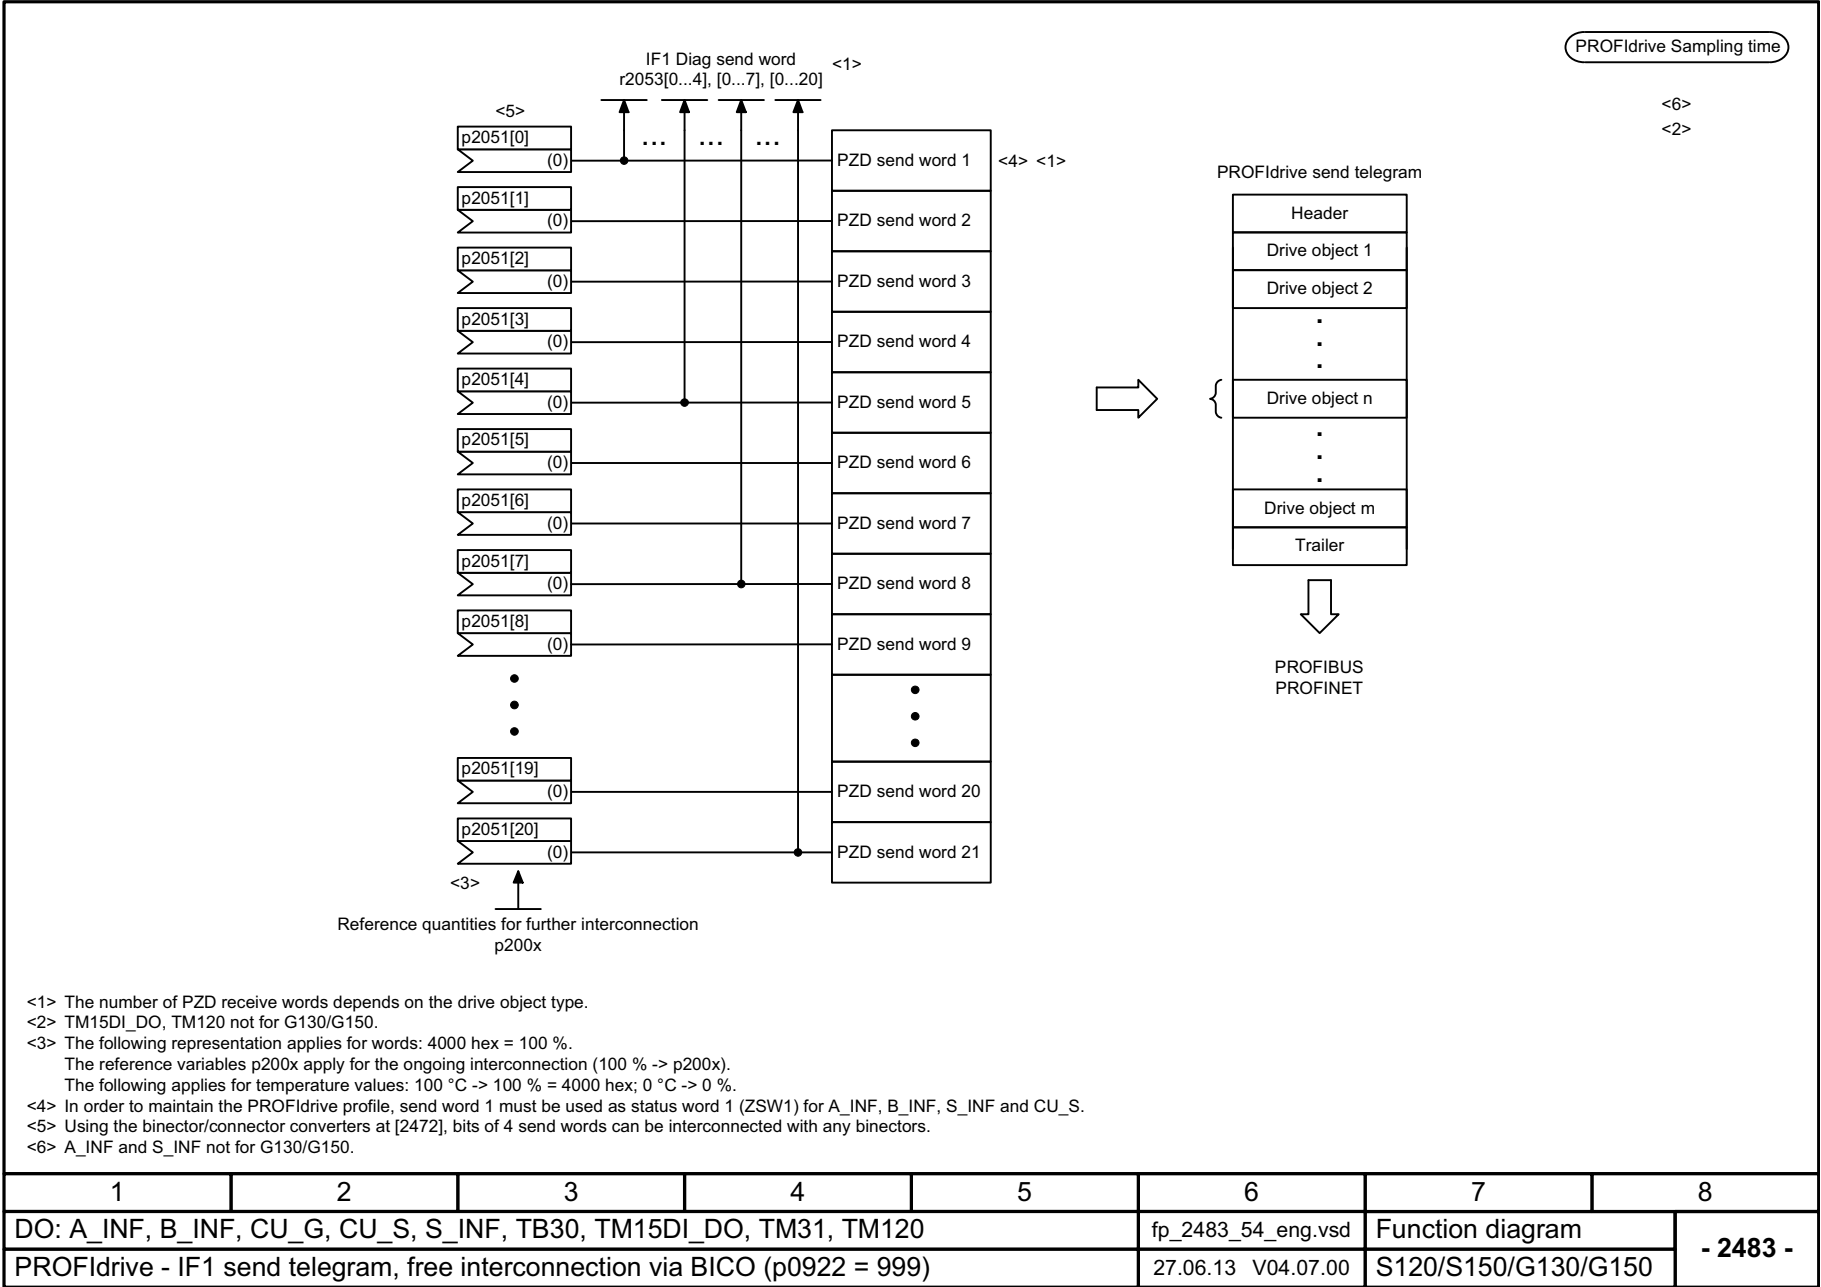 PROFIdrive Sampling time
IF1 Diag send word
r2053[0...4], [0...7], [0...20]
<1>
<6>
<2>
<5>
... ... ...
p2051[0]
(0)
PZD send word 1
<4> <1>
p2051[1]
(0)
PZD send word 2
p2051[2]
(0)
PZD send word 3
p2051[3]
(0)
PZD send word 4
p2051[4]
(0)
PZD send word 5
p2051[5]
(0)
PZD send word 6
p2051[6]
(0)
PZD send word 7
p2051[7]
(0)
PZD send word 8
p2051[8]
(0)
PZD send word 9
p2051[19]
(0)
PZD send word 20
p2051[20]
(0)
PZD send word 21
<3>
Reference quantities for further interconnection
p200x
PROFIdrive send telegram
Header
Drive object 1
Drive object 2
Drive object n
Drive object m
Trailer
PROFIBUS
PROFINET
<1> The number of PZD receive words depends on the drive object type.
<2> TM15DI_DO, TM120 not for G130/G150.
<3> The following representation applies for words: 4000 hex = 100 %.
The reference variables p200x apply for the ongoing interconnection (100 % -> p200x).
The following applies for temperature values: 100 °C -> 100 % = 4000 hex; 0 °C -> 0 %.
<4> In order to maintain the PROFIdrive profile, send word 1 must be used as status word 1 (ZSW1) for A_INF, B_INF, S_INF and CU_S.
<5> Using the binector/connector converters at [2472], bits of 4 send words can be interconnected with any binectors.
<6> A_INF and S_INF not for G130/G150.
1 2 3 4 5 6 7 8
DO: A_INF, B_INF, CU_G, CU_S, S_INF, TB30, TM15DI_DO, TM31, TM120
fp_2483_54_eng.vsd
Function diagram
- 2483 -
PROFIdrive - IF1 send telegram, free interconnection via BICO (p0922 = 999)
27.06.13 V04.07.00
S120/S150/G130/G150